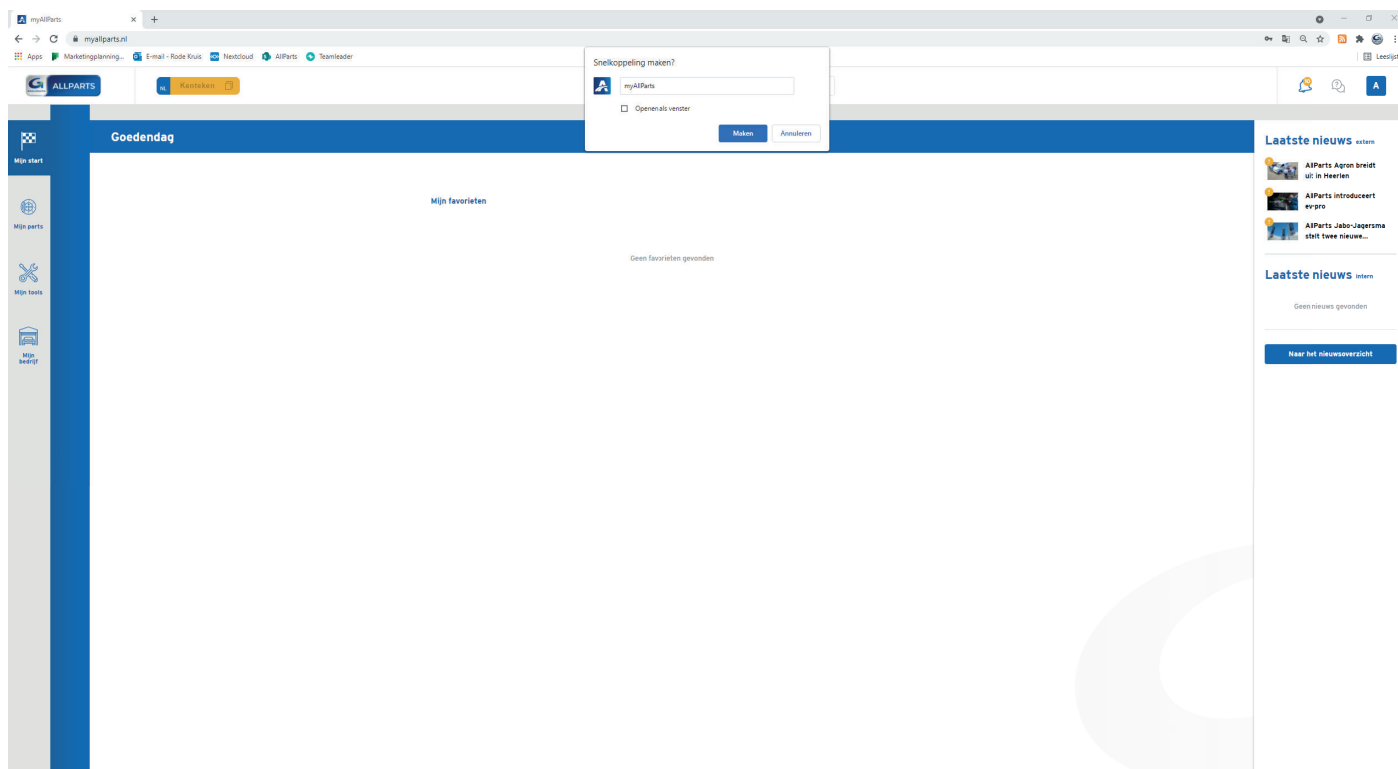 myAllParts
myallparts.nl
Apps Marketingplanning... E-mail - Rode Kruis Nextcloud AllParts Teamleader Leeslijst
Snelkoppeling maken?
myAllParts
Openen als venster
Maken Annuleren
ALLPARTS
NL Kenteken
A
Goedendag
Mijn start
Mijn parts
Mijn tools
Mijn
bedrijf
Mijn favorieten
Geen favorieten gevonden
Laatste nieuws extern
AllParts Agron breidt
uit in Heerlen
AllParts introduceert
ev-pro
AllParts Jabo-Jagersma
stelt twee nieuwe...
Laatste nieuws intern
Geen nieuws gevonden
Naar het nieuwsoverzicht